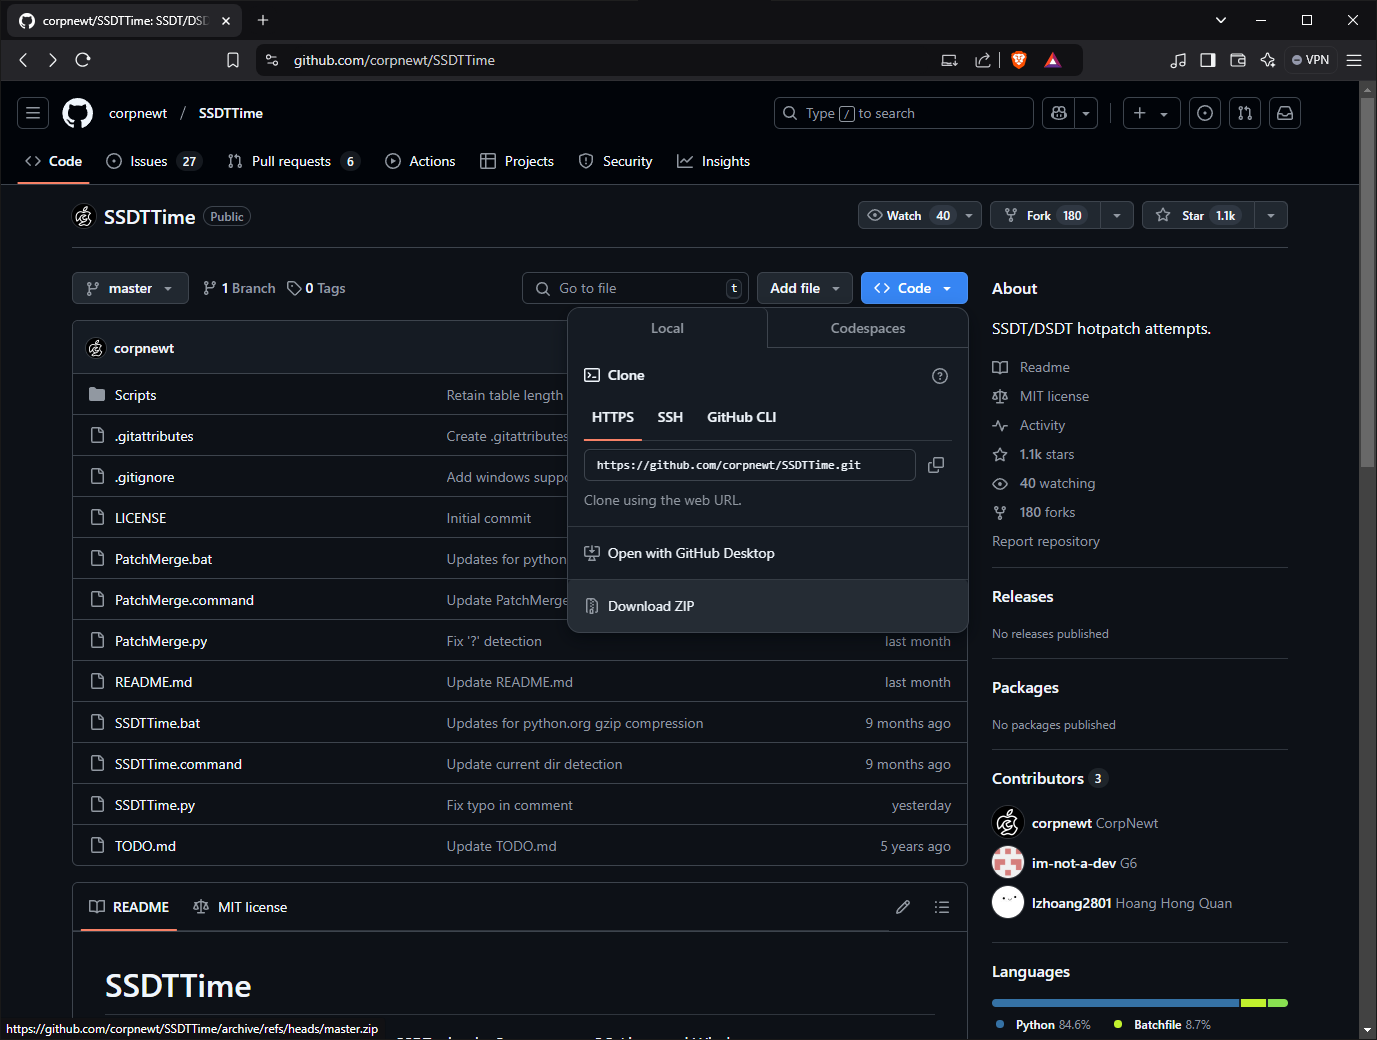 corpnewt/SSDTTime: SSDT/DSD
github.com/corpnewt/SSDTTime
VPN
corpnewt / SSDTTime
Type / to search
Code
Issues 27
Pull requests 6
Actions
Projects
Security
Insights
SSDTTime Public
Watch 40
Fork 180
Star 1.1k
master
1 Branch
0 Tags
Go to file t
Add file
Code
Local
Codespaces
Clone
HTTPS
SSH
GitHub CLI
https://github.com/corpnewt/SSDTTime.git
Clone using the web URL.
Open with GitHub Desktop
Download ZIP
corpnewt
Scripts Retain table length
.gitattributes Create .gitattributes
.gitignore Add windows suppo
LICENSE Initial commit
PatchMerge.bat Updates for python
PatchMerge.command Update PatchMerge
PatchMerge.py Fix '?' detection last month
README.md Update README.md last month
SSDTTime.bat Updates for python.org gzip compression 9 months ago
SSDTTime.command Update current dir detection 9 months ago
SSDTTime.py Fix typo in comment yesterday
TODO.md Update TODO.md 5 years ago
README
MIT license
SSDTTime
About
SSDT/DSDT hotpatch attempts.
Readme
MIT license
Activity
1.1k stars
40 watching
180 forks
Report repository
Releases
No releases published
Packages
No packages published
Contributors 3
corpnewt CorpNewt
im-not-a-dev G6
lzhoang2801 Hoang Hong Quan
Languages
Python 84.6% Batchfile 8.7%
https://github.com/corpnewt/SSDTTime/archive/refs/heads/master.zip